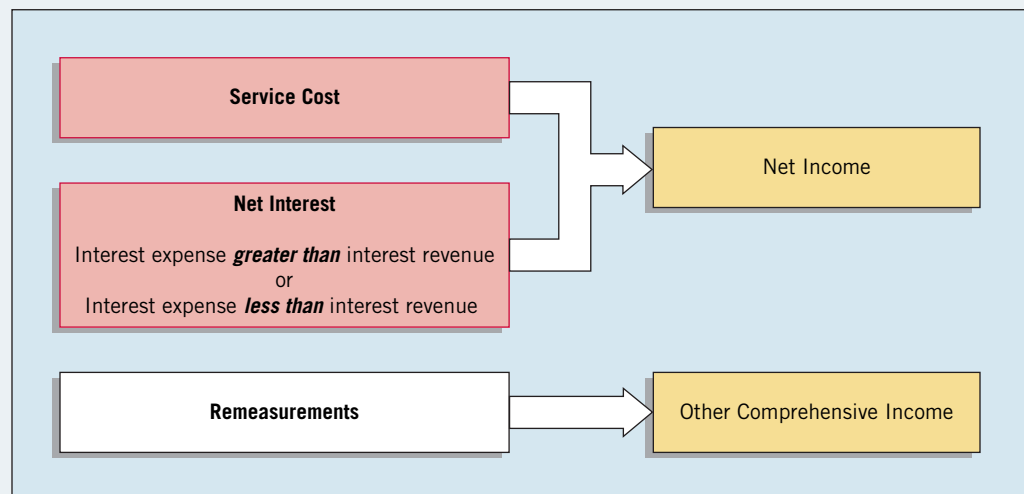 Service Cost
Net Income
Net Interest
Interest expense greater than interest revenue
or
Interest expense less than interest revenue
Remeasurements
Other Comprehensive Income